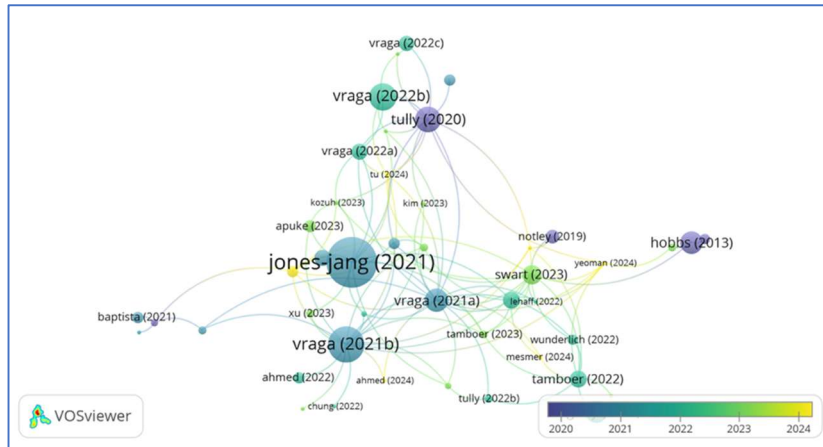 vraga (2022c)
vraga (2022b)
tully (2020)
vraga (2022a)
tu (2024)
kozuh (2023)
kim (2023)
apuke (2023)
notley (2019)
hobbs (2013)
jones-jang (2021)
yeoman (2024)
swart (2023)
vraga (2021a)
lehaff (2022)
baptista (2021)
xu (2023)
tamboer (2023)
wunderlich (2022)
vraga (2021b)
mesmer (2024)
ahmed (2022)
ahmed (2024)
tamboer (2022)
tully (2022b)
chung (2022)
VOSviewer
2020 2021 2022 2023 2024